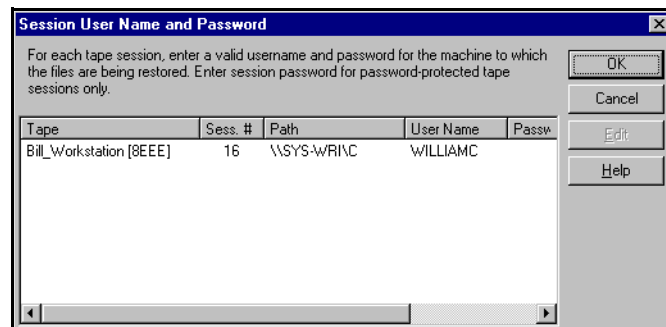 Session User Name and Password
For each tape session, enter a valid username and password for the machine to which
the files are being restored. Enter session password for password-protected tape
sessions only.
OK
Cancel
Edit
Help
Tape Sess. # Path User Name Passw
Bill_Workstation [8EEE] 16 \\SYS-WRI\C WILLIAMC